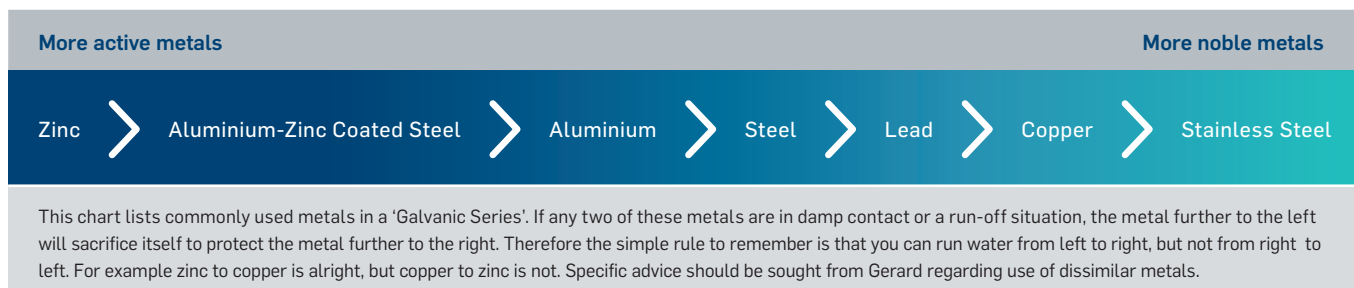 More active metals More noble metals
Zinc Aluminium-Zinc Coated Steel Aluminium Steel Lead Copper Stainless Steel
This chart lists commonly used metals in a ‘Galvanic Series’. If any two of these metals are in damp contact or a run-off situation, the metal further to the left
will sacrifice itself to protect the metal further to the right. Therefore the simple rule to remember is that you can run water from left to right, but not from right to
left. For example zinc to copper is alright, but copper to zinc is not. Specific advice should be sought from Gerard regarding use of dissimilar metals.